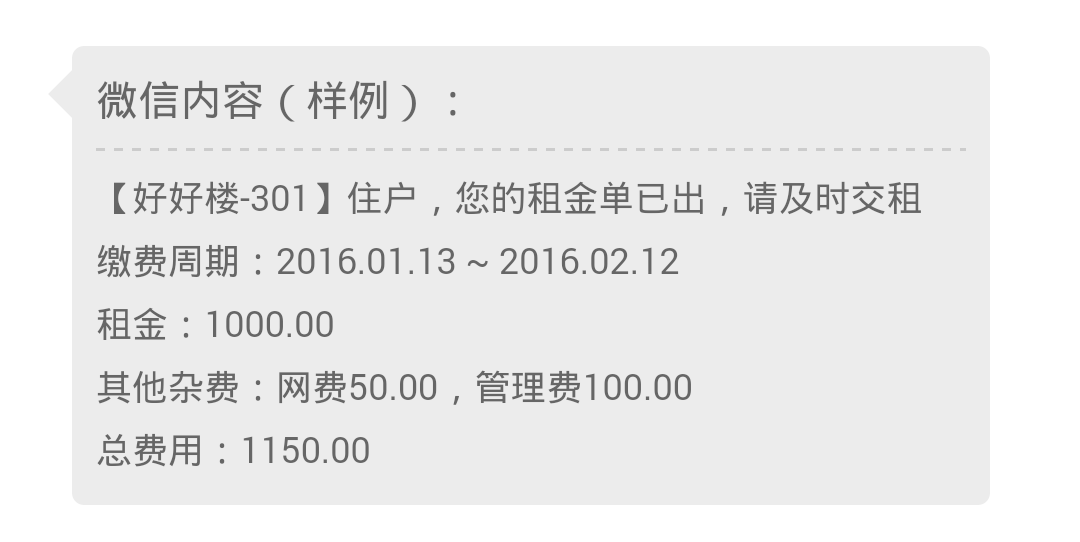 微信内容（样例）：
【好好楼-301】住户，您的租金单已出，请及时交租
缴费周期：2016.01.13 ~ 2016.02.12
租金：1000.00
其他杂费：网费50.00，管理费100.00
总费用：1150.00